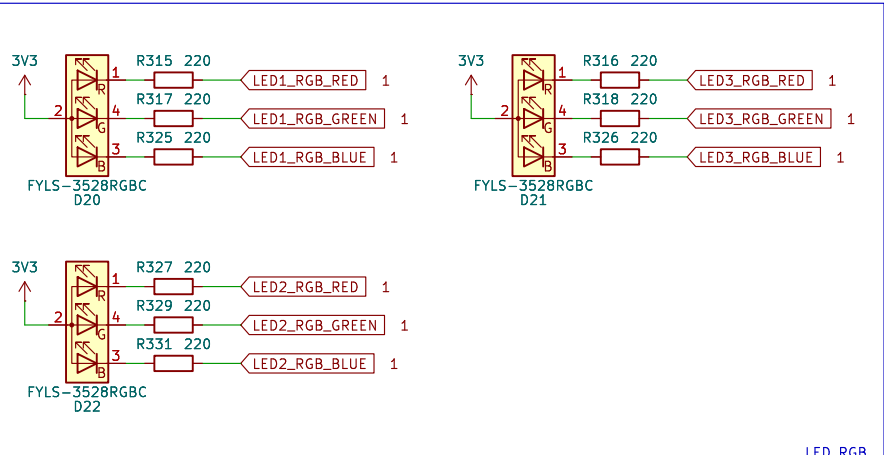 3V3
R315 220
1
R
LED1_RGB_RED 1
R317 220
2
4
G
LED1_RGB_GREEN 1
R325 220
3
B
LED1_RGB_BLUE 1
FYLS-3528RGBC
D20
3V3
R316 220
1
R
LED3_RGB_RED 1
R318 220
2
4
G
LED3_RGB_GREEN 1
R326 220
3
B
LED3_RGB_BLUE 1
FYLS-3528RGBC
D21
3V3
R327 220
1
R
LED2_RGB_RED 1
R329 220
2
4
G
LED2_RGB_GREEN 1
R331 220
3
B
LED2_RGB_BLUE 1
FYLS-3528RGBC
D22
LED RGB